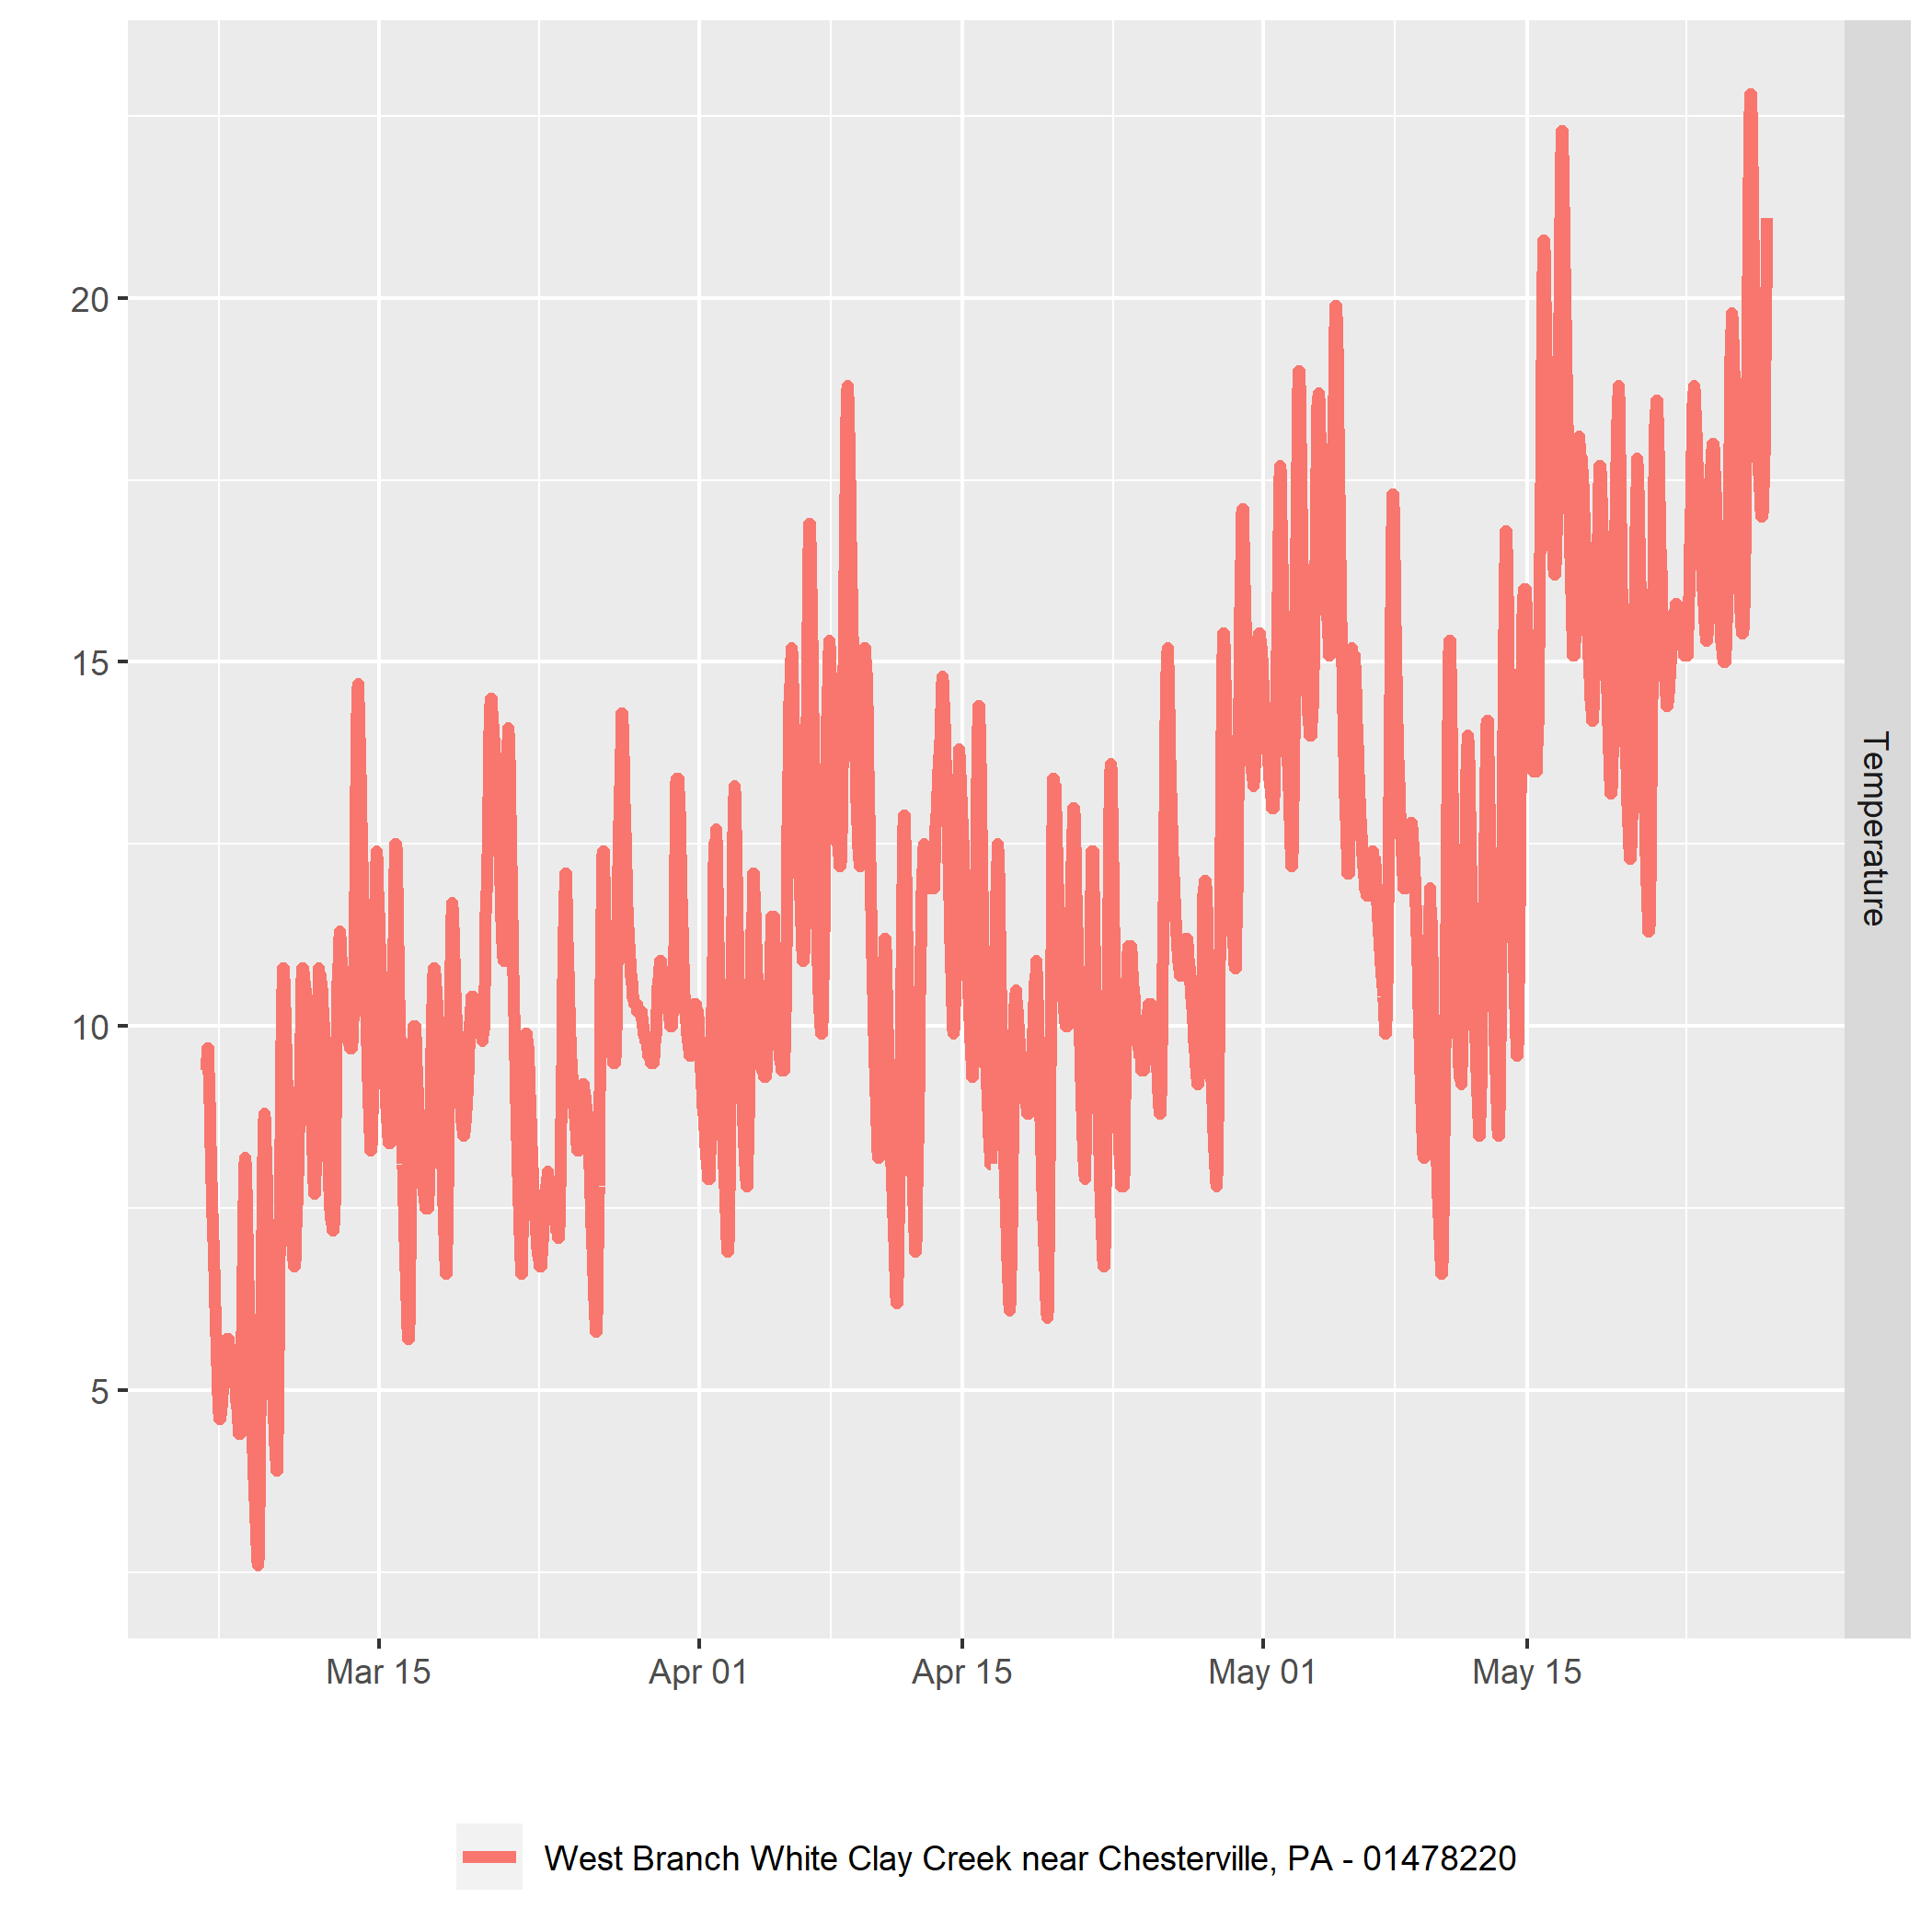 20
15
10
5
Temperature
Mar 15
Apr 01
Apr 15
May 01
May 15
West Branch White Clay Creek near Chesterville, PA - 01478220